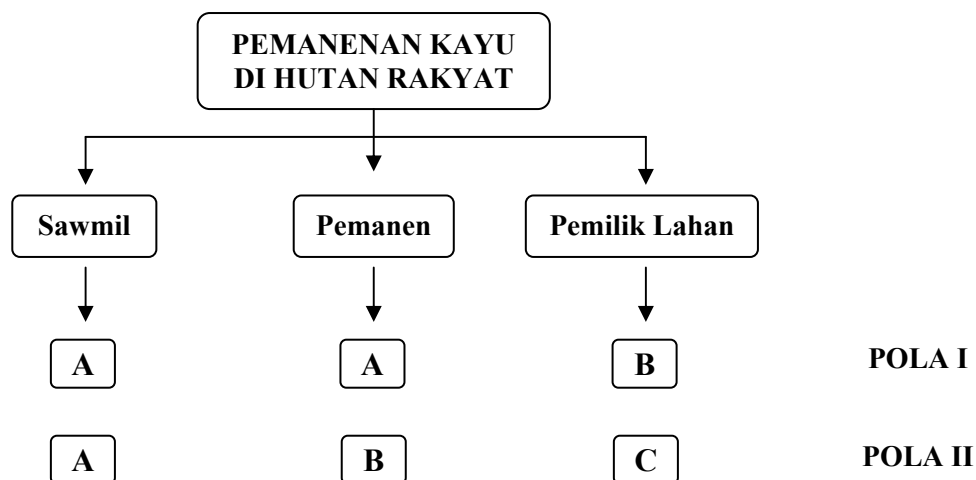 PEMANENAN KAYU
DI HUTAN RAKYAT
Sawmil Pemanen Pemilik Lahan
A A B POLA I
A B C POLA II